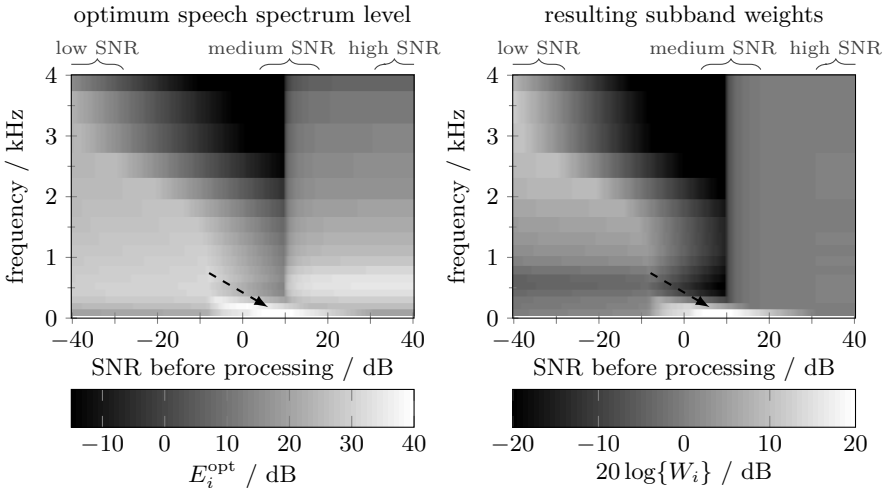 optimum speech spectrum level
low SNR medium SNR high SNR
4
3
2
1
0
frequency / kHz
−40 −20 0 20 40
SNR before processing / dB
−10 0 10 20 30 40
E_i^opt / dB
resulting subband weights
low SNR medium SNR high SNR
4
3
2
1
0
frequency / kHz
−40 −20 0 20 40
SNR before processing / dB
−20 −10 0 10 20
20 log{W_i} / dB